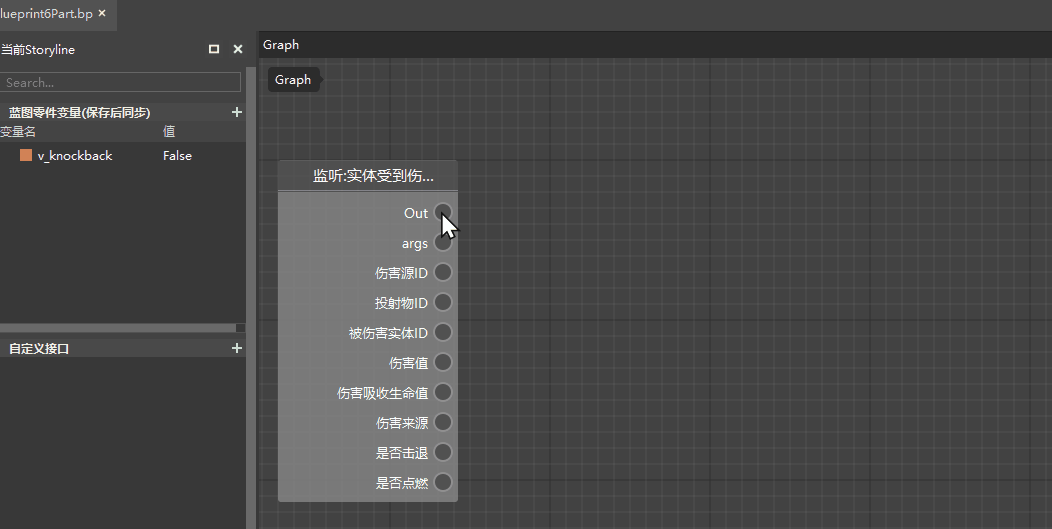 lueprint6Part.bp ×
当前Storyline
Search...
蓝图零件变量(保存后同步) +
变量名 值
v_knockback False
自定义接口 +
Graph
Graph
监听:实体受到伤...
Out
args
伤害源ID
投射物ID
被伤害实体ID
伤害值
伤害吸收生命值
伤害来源
是否击退
是否点燃